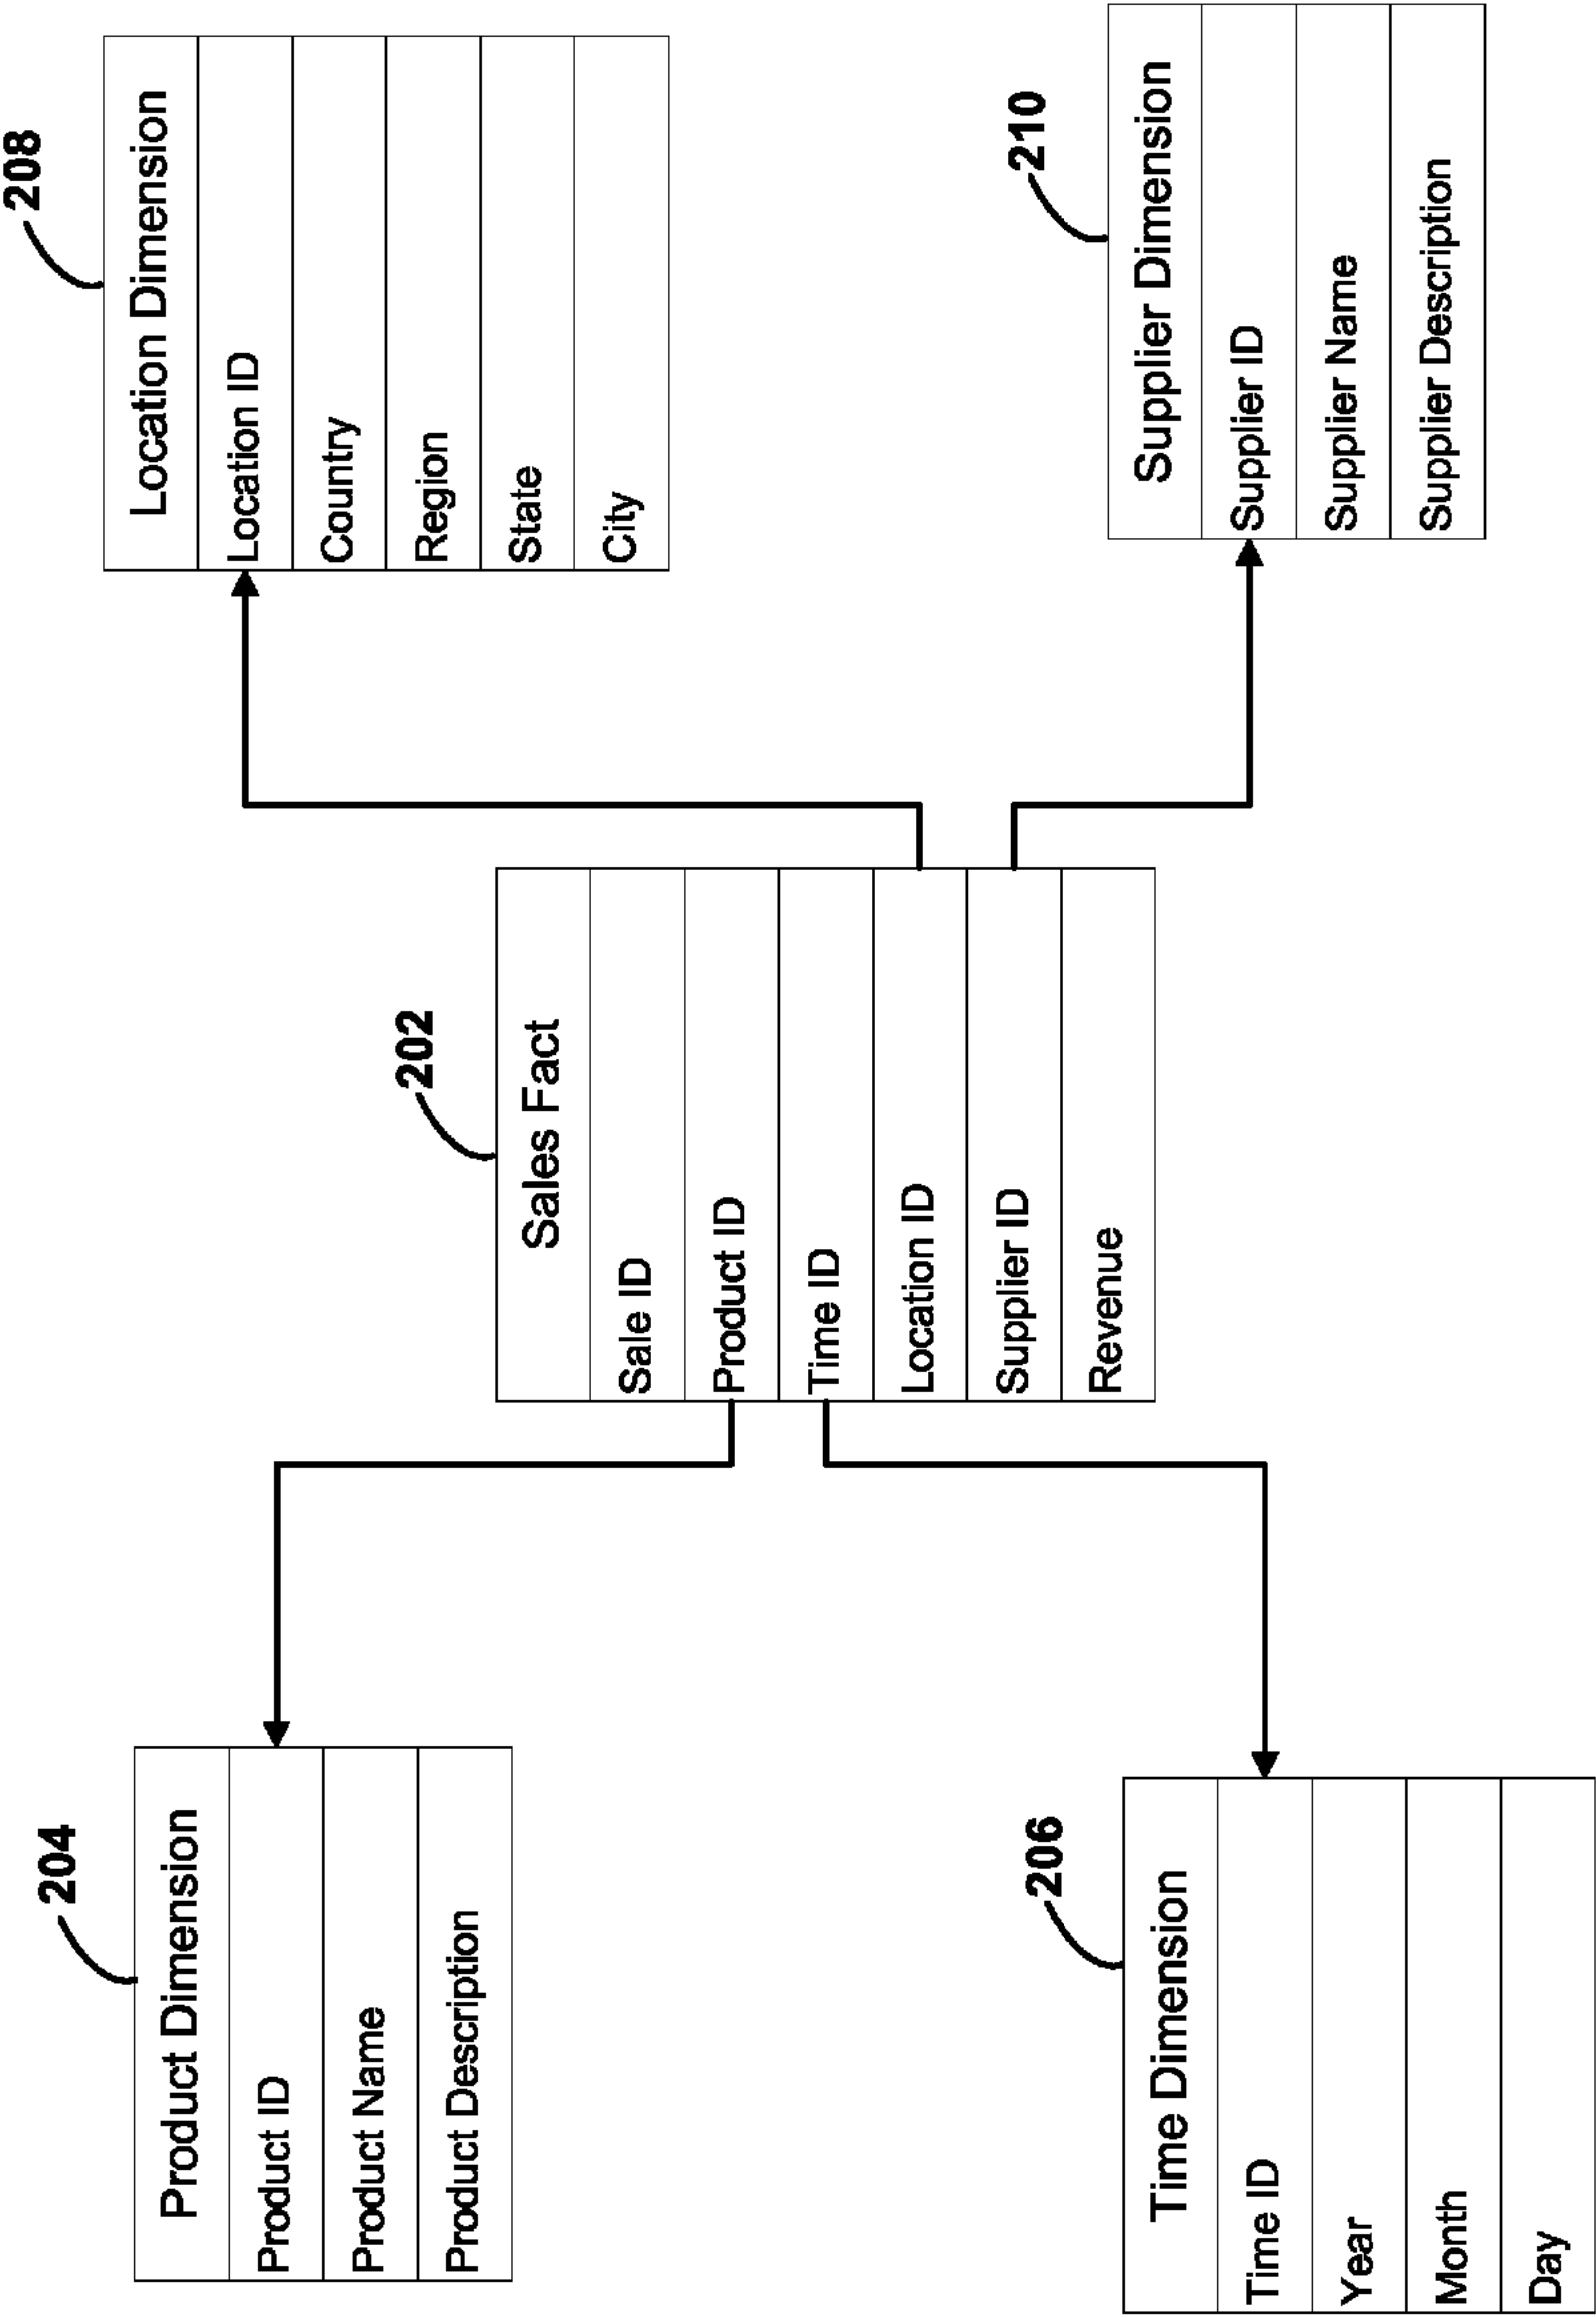 204
Product Dimension
Product ID
Product Name
Product Description
206
Time Dimension
Time ID
Year
Month
Day
202
Sales Fact
Sale ID
Product ID
Time ID
Location ID
Supplier ID
Revenue
208
Location Dimension
Location ID
Country
Region
State
City
210
Supplier Dimension
Supplier ID
Supplier Name
Supplier Description